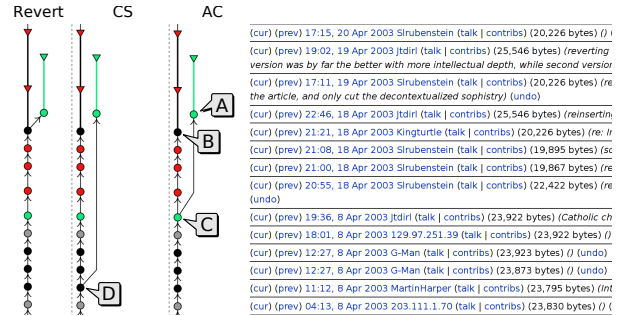 Revert CS AC
(cur) (prev) 17:15, 20 Apr 2003 Slrubenstein (talk | contribs) (20,226 bytes) () (
(cur) (prev) 19:02, 19 Apr 2003 Jtdirl (talk | contribs) (25,546 bytes) (reverting
version was by far the better with more intellectual depth, while second version
(cur) (prev) 17:11, 19 Apr 2003 Slrubenstein (talk | contribs) (20,226 bytes) (re
the article, and only cut the decontextualized sophistry) (undo)
A
(cur) (prev) 22:46, 18 Apr 2003 Jtdirl (talk | contribs) (25,546 bytes) (reinserting
(cur) (prev) 21:21, 18 Apr 2003 Kingturtle (talk | contribs) (20,226 bytes) (re: In
B
(cur) (prev) 21:08, 18 Apr 2003 Slrubenstein (talk | contribs) (19,895 bytes) (so
(cur) (prev) 21:00, 18 Apr 2003 Slrubenstein (talk | contribs) (19,867 bytes) (re
(cur) (prev) 20:55, 18 Apr 2003 Slrubenstein (talk | contribs) (22,422 bytes) (re
(undo)
(cur) (prev) 19:36, 8 Apr 2003 Jtdirl (talk | contribs) (23,922 bytes) (Catholic ch
C
(cur) (prev) 18:01, 8 Apr 2003 129.97.251.39 (talk | contribs) (23,922 bytes) ()
(cur) (prev) 12:27, 8 Apr 2003 G-Man (talk | contribs) (23,923 bytes) () (undo)
(cur) (prev) 12:27, 8 Apr 2003 G-Man (talk | contribs) (23,873 bytes) () (undo)
(cur) (prev) 11:12, 8 Apr 2003 MartinHarper (talk | contribs) (23,795 bytes) (Int
D
(cur) (prev) 04:13, 8 Apr 2003 203.111.1.70 (talk | contribs) (23,830 bytes) () (